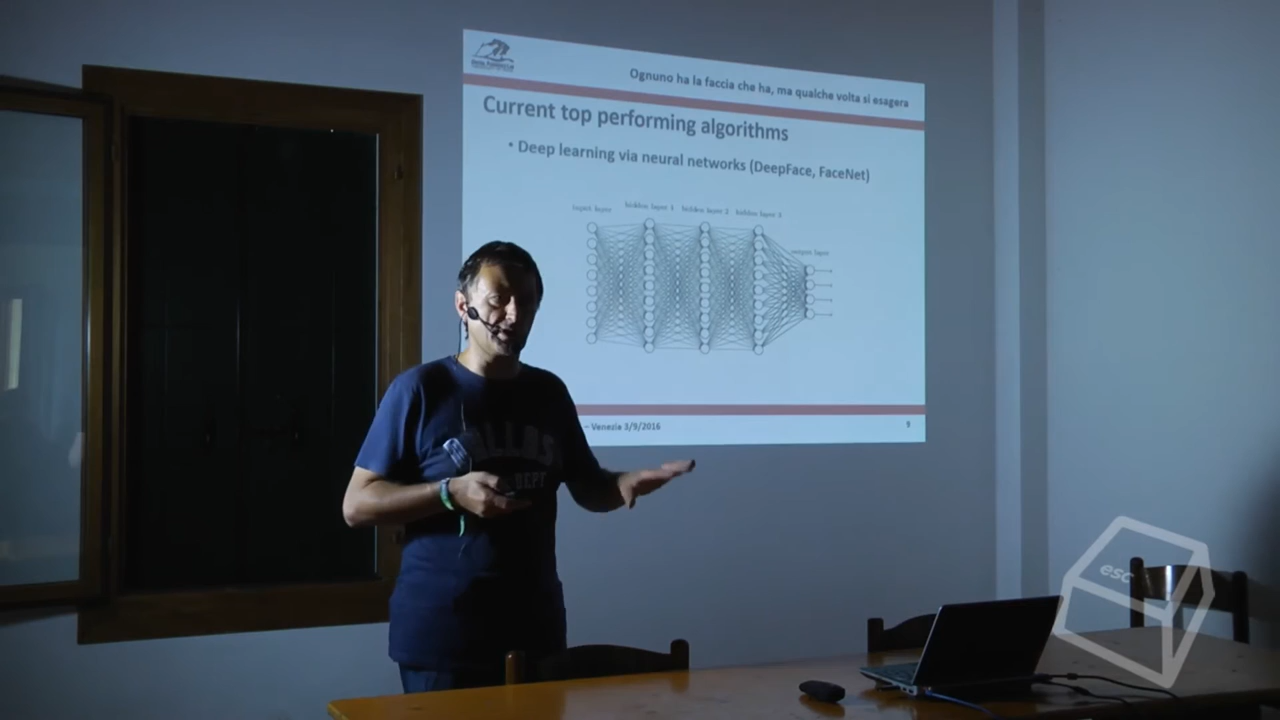 Ognuno ha la faccia che ha, ma qualche volta si esagera
Current top performing algorithms
• Deep learning via neural networks (DeepFace, FaceNet)
input layer
hidden layer 1 hidden layer 2 hidden layer 3
output layer
– Venezia 3/9/2016
9
DEPT
esc